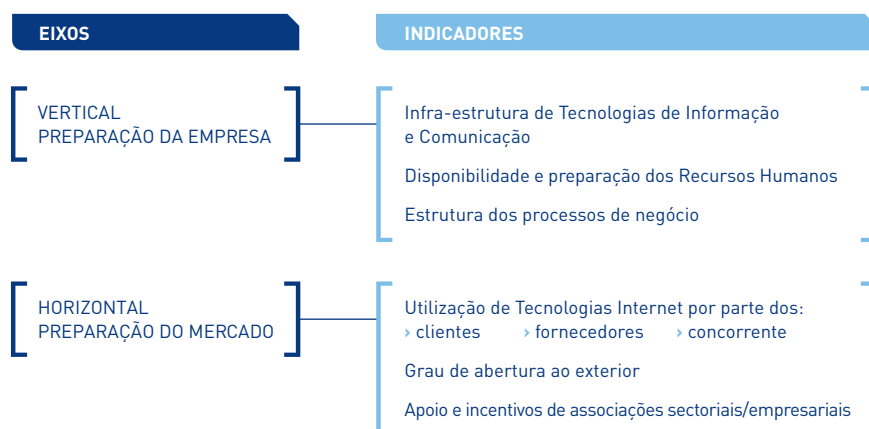 EIXOS
INDICADORES
VERTICAL
PREPARAÇÃO DA EMPRESA
Infra-estrutura de Tecnologias de Informação
e Comunicação
Disponibilidade e preparação dos Recursos Humanos
Estrutura dos processos de negócio
HORIZONTAL
PREPARAÇÃO DO MERCADO
Utilização de Tecnologias Internet por parte dos:
› clientes › fornecedores › concorrente
Grau de abertura ao exterior
Apoio e incentivos de associações sectoriais/empresariais